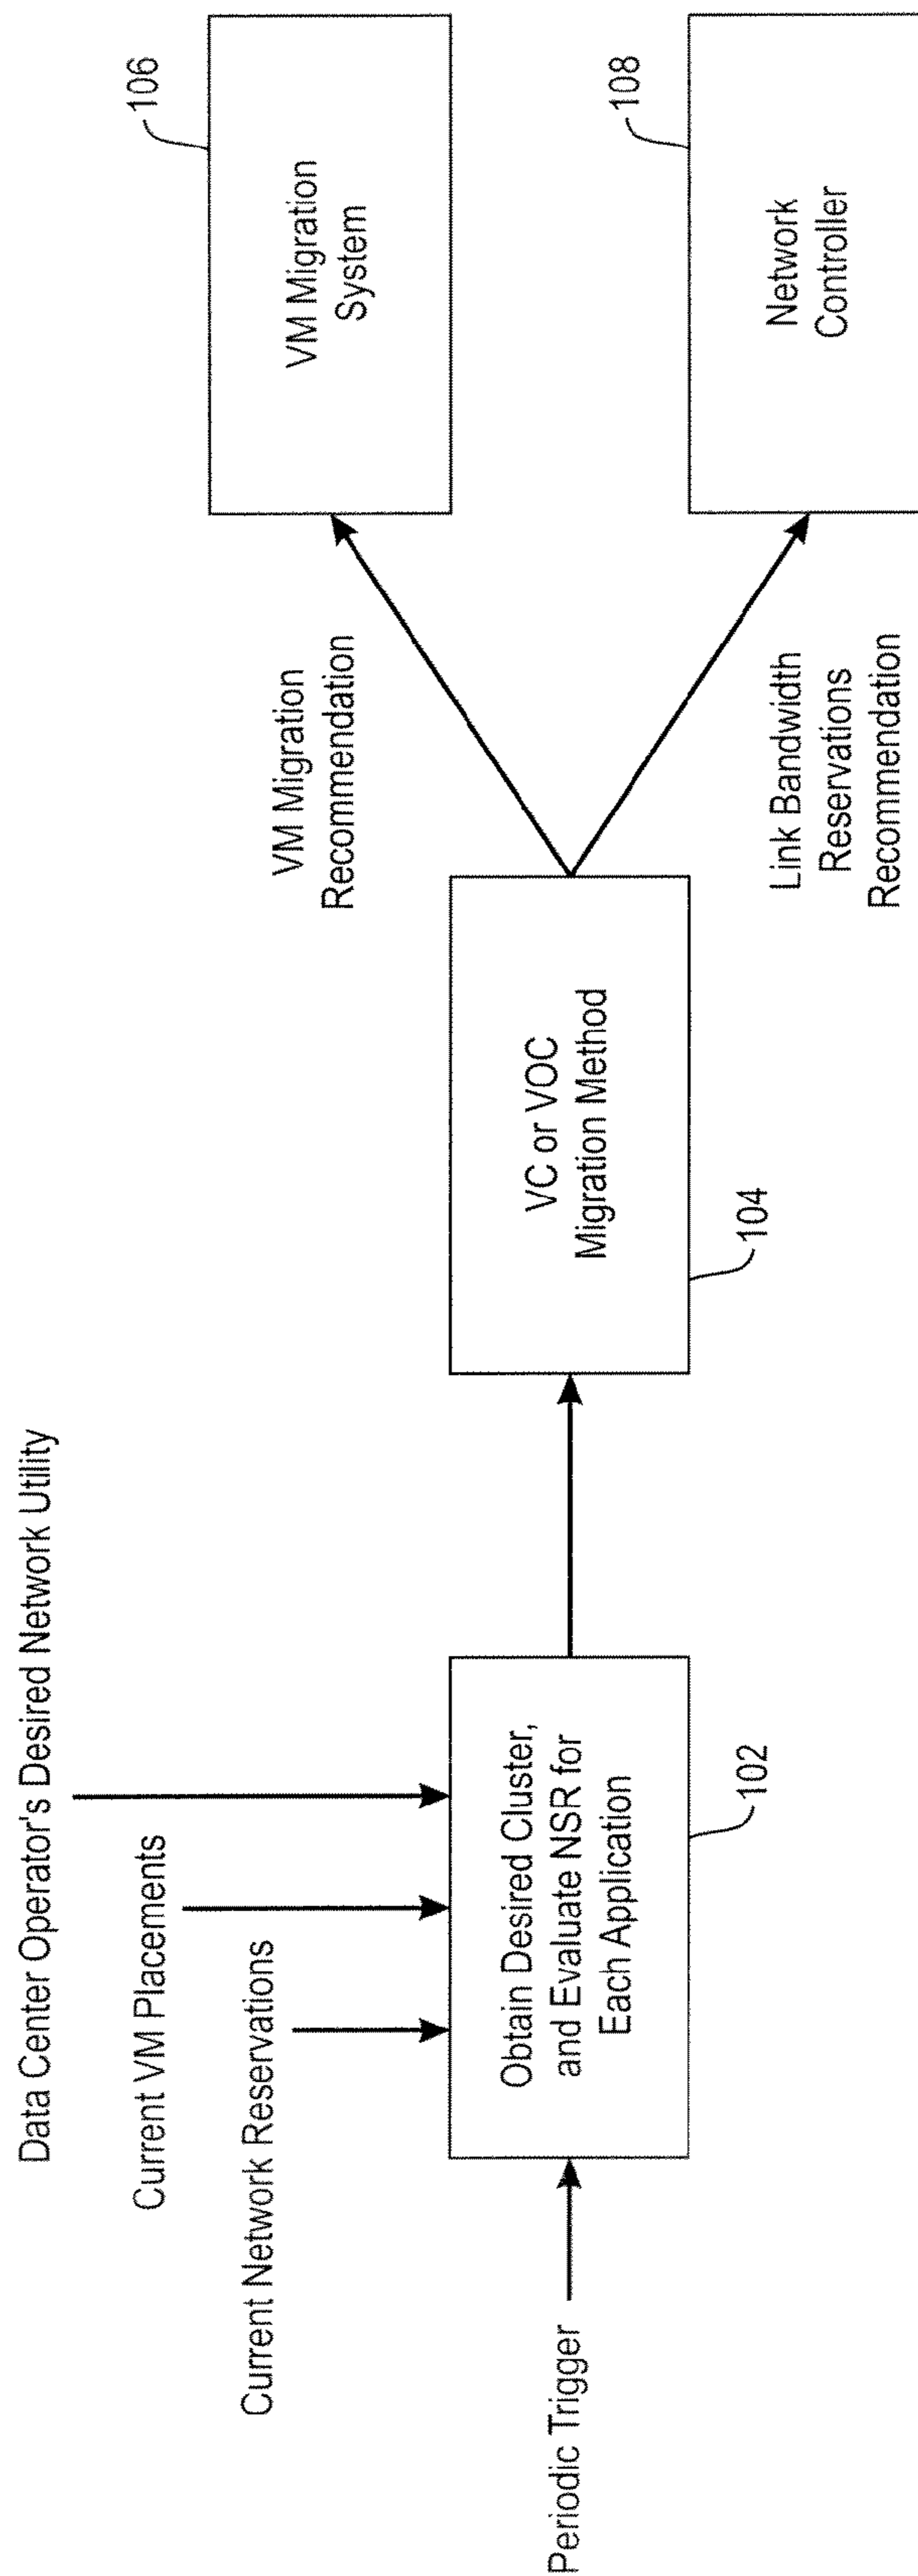 Data Center Operator's Desired Network Utility
Current VM Placements
Current Network Reservations
Periodic Trigger
Obtain Desired Cluster,
and Evaluate NSR for
Each Application
102
VC or VOC
Migration Method
104
VM Migration
Recommendation
Link Bandwidth
Reservations
Recommendation
VM Migration
System
106
Network
Controller
108